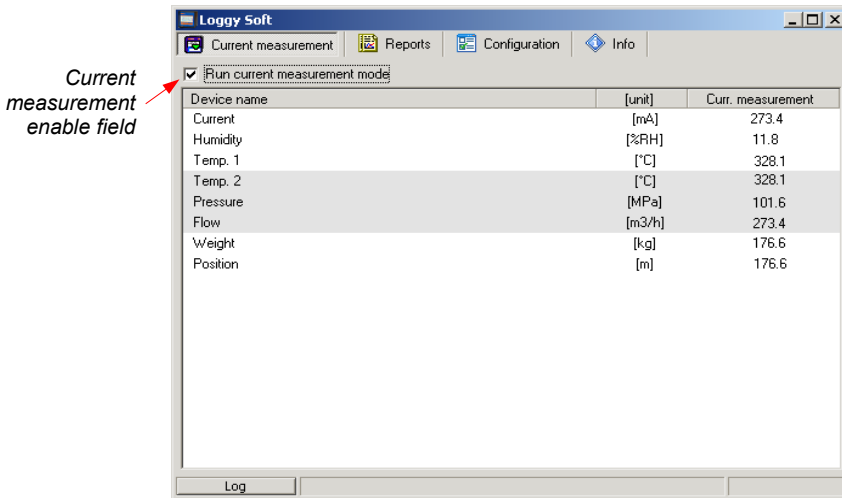 Loggy Soft
Current measurement Reports Configuration Info
Current
measurement
enable field
Run current measurement mode
Device name [unit] Curr. measurement
Current [mA] 273.4
Humidity [%RH] 11.8
Temp. 1 [°C] 328.1
Temp. 2 [°C] 328.1
Pressure [MPa] 101.6
Flow [m3/h] 273.4
Weight [kg] 176.6
Position [m] 176.6
Log